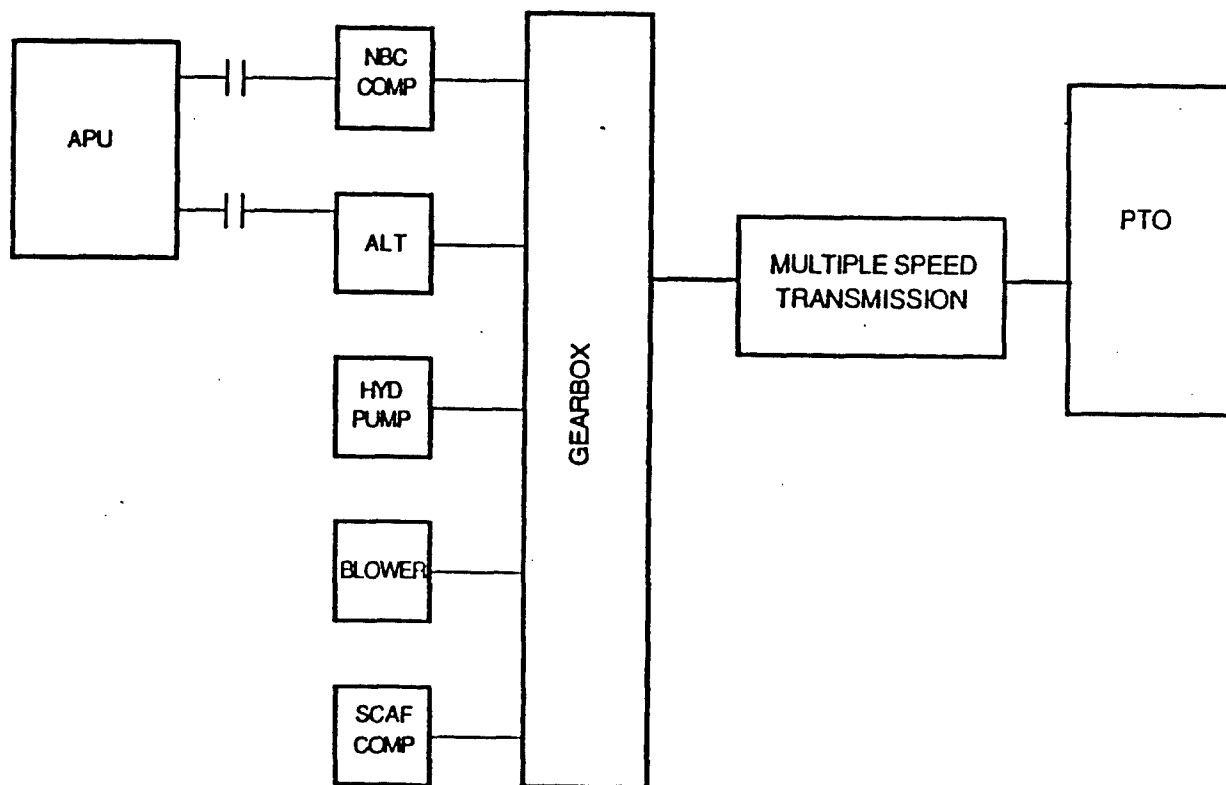 NBC
COMP
APU
ALT
HYD
PUMP
BLOWER
SCAF
COMP
GEARBOX
MULTIPLE SPEED
TRANSMISSION
PTO